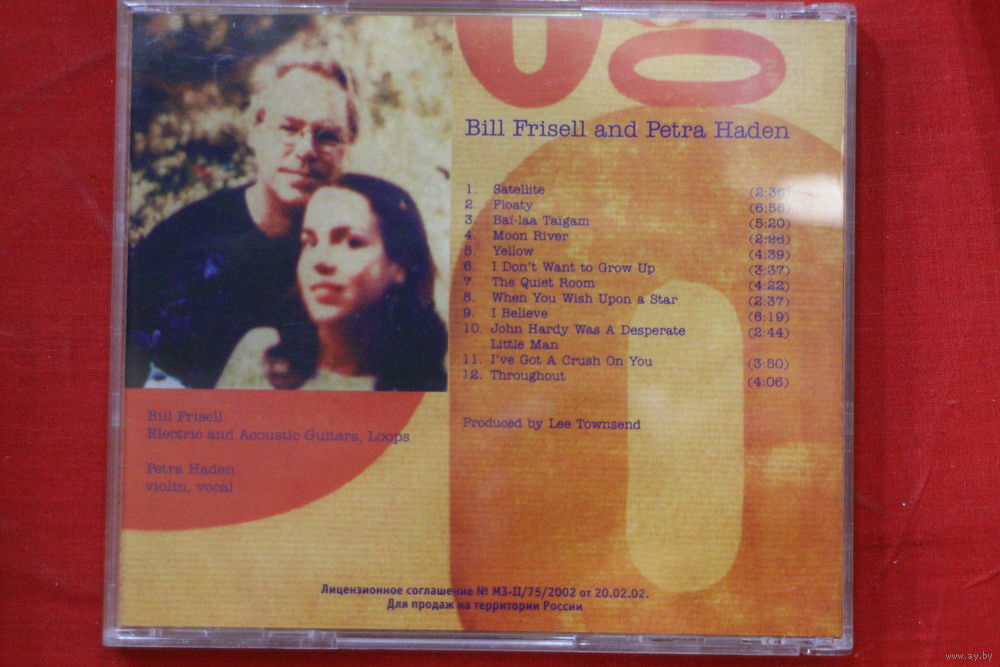 Bill Frisell and Petra Haden
1. Satellite (2:36)
2. Floaty (6:56)
3. Baï-laa Taïgam (5:20)
4. Moon River (2:26)
5. Yellow (4:39)
6. I Don't Want to Grow Up (3:37)
7. The Quiet Room (4:22)
8. When You Wish Upon a Star (2:37)
9. I Believe (6:19)
10. John Hardy Was A Desperate (2:44)
Little Man
11. I've Got A Crush On You (3:50)
12. Throughout (4:06)
Produced by Lee Townsend
Bill Frisell
Electric and Acoustic Guitars, Loops
Petra Haden
violin, vocal
Лицензионное соглашение № МЗ-II/75/2002 от 20.02.02.
Для продаж на территории России
www.ay.by